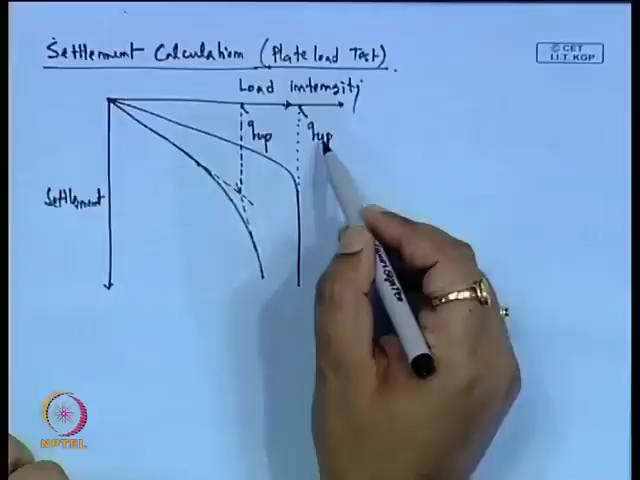 Settlement Calculation (Plate load Test)
© CET
I.I.T. KGP
Load intensity
qup
qup
Settlement
NPTEL